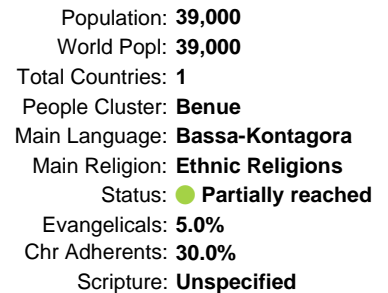 Population: 39,000
World Popl: 39,000
Total Countries: 1
People Cluster: Benue
Main Language: Bassa-Kontagora
Main Religion: Ethnic Religions
Status: Partially reached
Evangelicals: 5.0%
Chr Adherents: 30.0%
Scripture: Unspecified